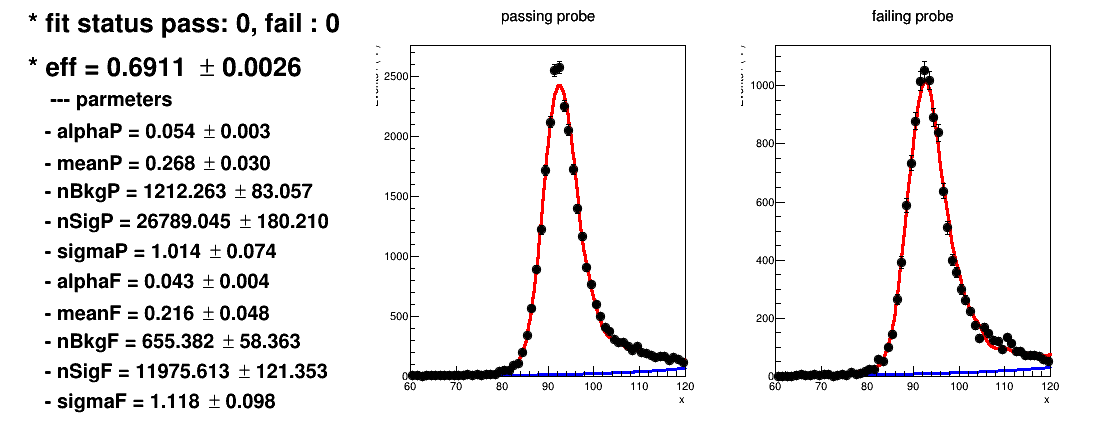 * fit status pass: 0, fail : 0
* eff = 0.6911 ± 0.0026
--- parmeters
- alphaP = 0.054 ± 0.003
- meanP = 0.268 ± 0.030
- nBkgP = 1212.263 ± 83.057
- nSigP = 26789.045 ± 180.210
- sigmaP = 1.014 ± 0.074
- alphaF = 0.043 ± 0.004
- meanF = 0.216 ± 0.048
- nBkgF = 655.382 ± 58.363
- nSigF = 11975.613 ± 121.353
- sigmaF = 1.118 ± 0.098
passing probe
2500
2000
1500
1000
500
0
60 70 80 90 100 110 120
x
failing probe
1000
800
600
400
200
0
60 70 80 90 100 110 120
x